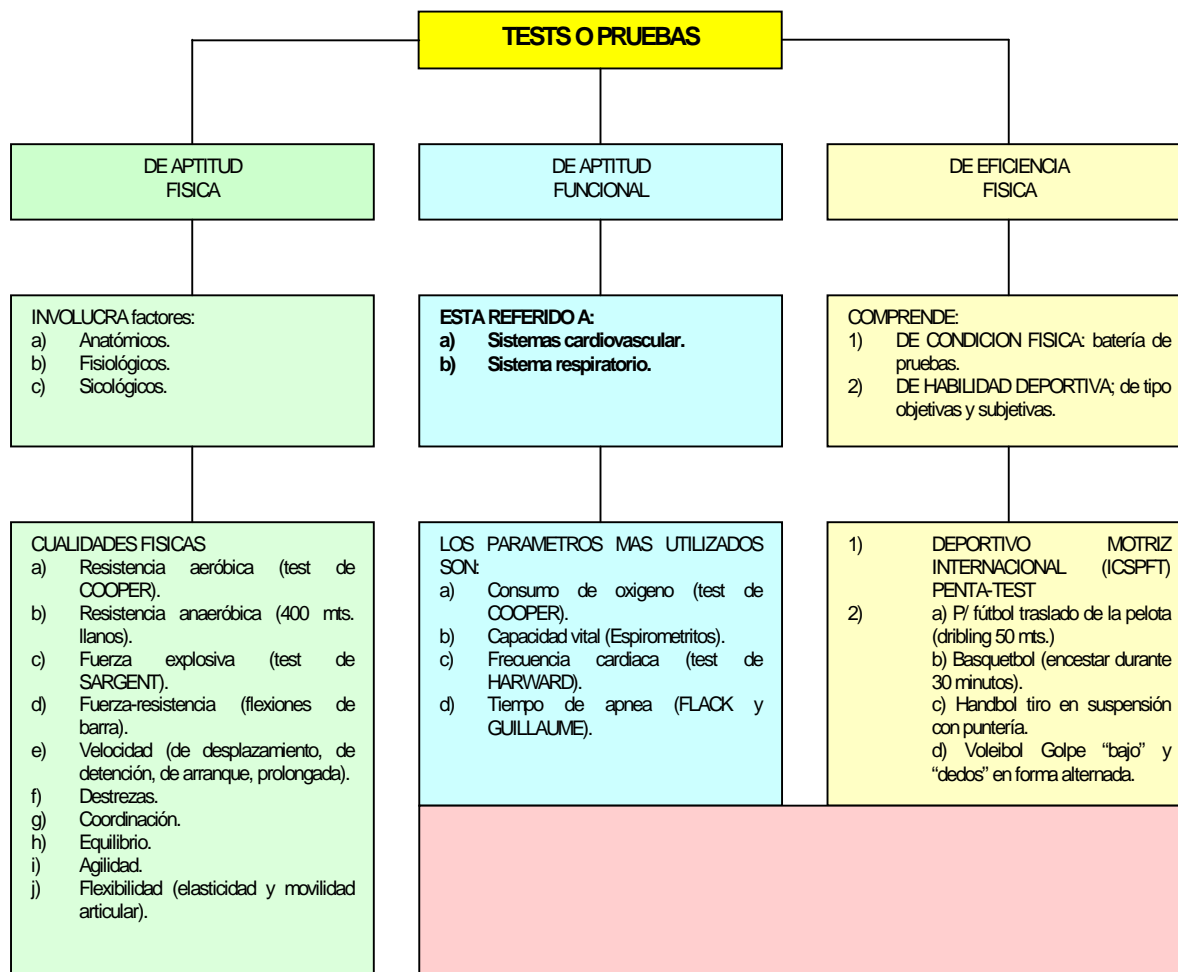 TESTS O PRUEBAS
DE APTITUD
FISICA
DE APTITUD
FUNCIONAL
DE EFICIENCIA
FISICA
INVOLUCRA factores:
a) Anatómicos.
b) Fisiológicos.
c) Sicológicos.
ESTA REFERIDO A:
a) Sistemas cardiovascular.
b) Sistema respiratorio.
COMPRENDE:
1) DE CONDICION FISICA: batería de
pruebas.
2) DE HABILIDAD DEPORTIVA; de tipo
objetivas y subjetivas.
CUALIDADES FISICAS
a) Resistencia aeróbica (test de
COOPER).
b) Resistencia anaeróbica (400 mts.
llanos).
c) Fuerza explosiva (test de
SARGENT).
d) Fuerza-resistencia (flexiones de
barra).
e) Velocidad (de desplazamiento, de
detención, de arranque, prolongada).
f) Destrezas.
g) Coordinación.
h) Equilibrio.
i) Agilidad.
j) Flexibilidad (elasticidad y movilidad
articular).
LOS PARAMETROS MAS UTILIZADOS
SON:
a) Consumo de oxigeno (test de
COOPER).
b) Capacidad vital (Espirometritos).
c) Frecuencia cardiaca (test de
HARWARD).
d) Tiempo de apnea (FLACK y
GUILLAUME).
1) DEPORTIVO MOTRIZ
INTERNACIONAL (ICSPFT)
PENTA-TEST
2) a) P/ fútbol traslado de la pelota
(dribling 50 mts.)
b) Basquetbol (encestar durante
30 minutos).
c) Handbol tiro en suspensión
con puntería.
d) Voleibol Golpe “bajo” y
“dedos” en forma alternada.